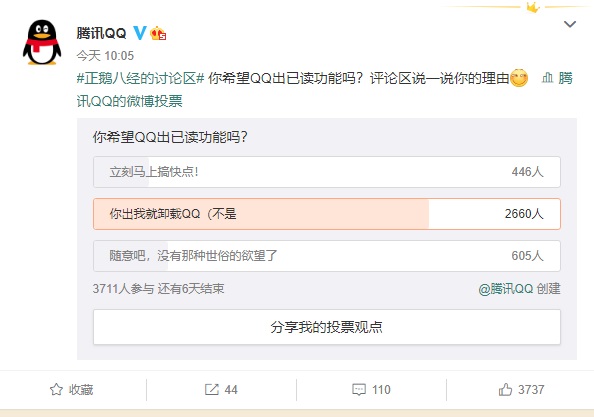 腾讯QQ
今天 10:05
#正鹅八经的讨论区# 你希望QQ出已读功能吗？评论区说一说你的理由 腾
讯QQ的微博投票
你希望QQ出已读功能吗？
立刻马上搞快点！ 446人
你出我就卸载QQ（不是 2660人
随意吧，没有那种世俗的欲望了 605人
3711人参与 还有6天结束 @腾讯QQ 创建
分享我的投票观点
收藏 44 110 3737